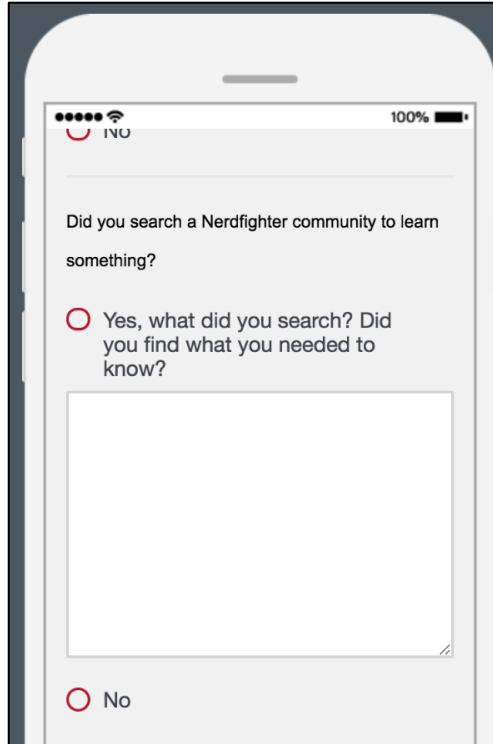 100%
No
Did you search a Nerdfighter community to learn
something?
Yes, what did you search? Did
you find what you needed to
know?
No